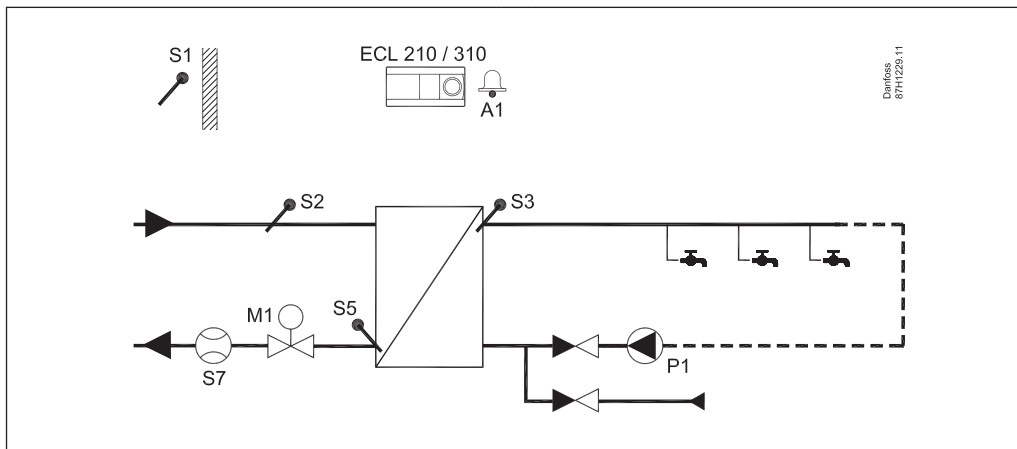 S1
ECL 210 / 310
A1
Danfoss
87H1229.11
S2
S3
M1
S5
S7
P1